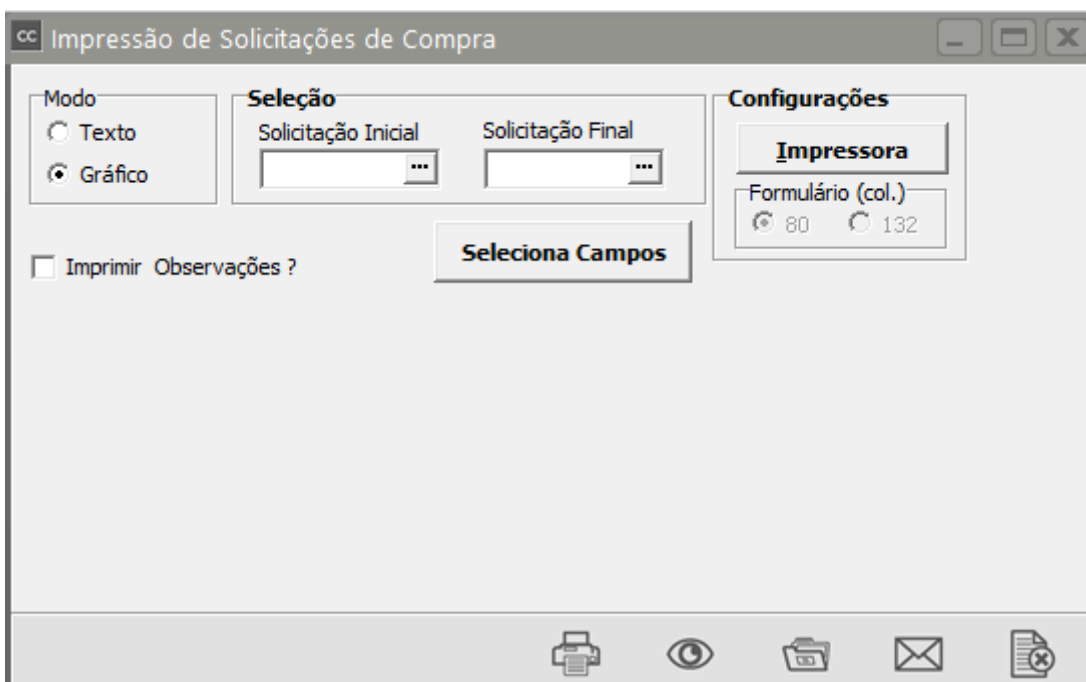 CC Impressão de Solicitações de Compra
Modo
Texto
Gráfico
Seleção
Solicitação Inicial
...
Solicitação Final
...
Configurações
Impressora
Formulário (col.)
80
132
Imprimir Observações ?
Seleciona Campos